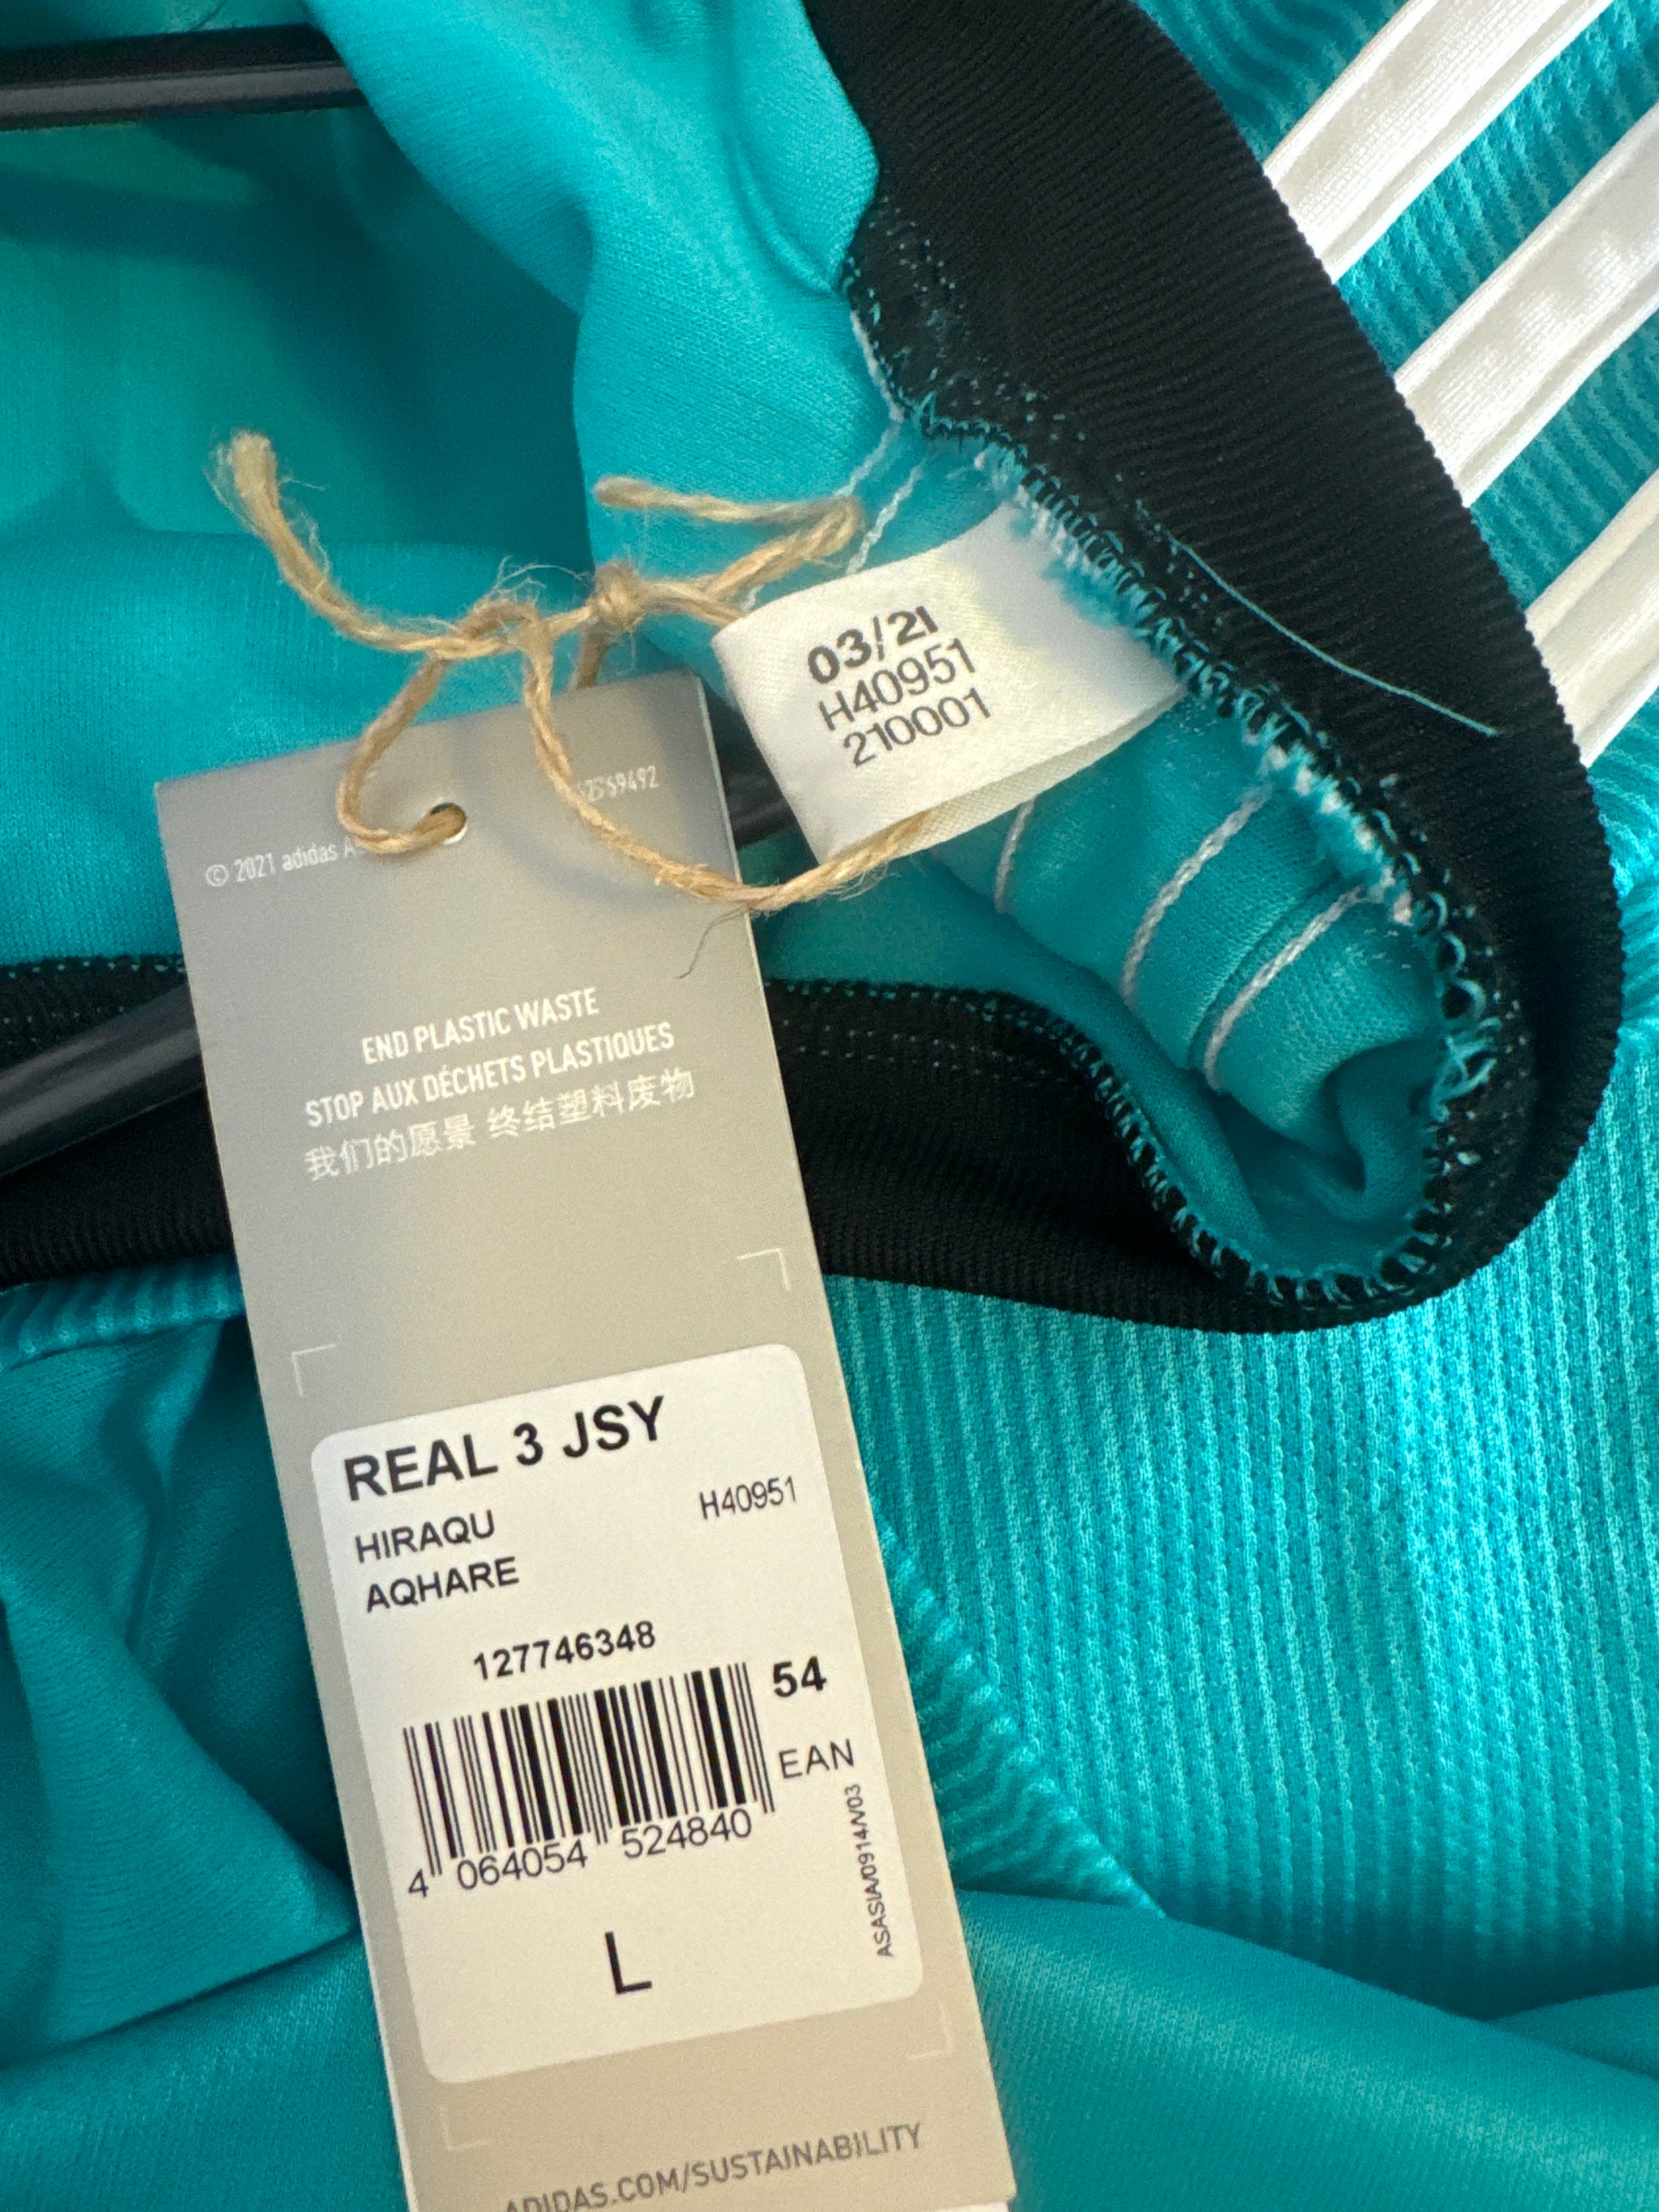 03/21
H40951
210001
© 2021 adidas
END PLASTIC WASTE
STOP AUX DÉCHETS PLASTIQUES
我们的愿景 终结塑料废物
REAL 3 JSY
HIRAQU
H40951
AQHARE
127746348
54
EAN
4 064054 524840
ASASIA/0914/V03
L
ADIDAS.COM/SUSTAINABILITY